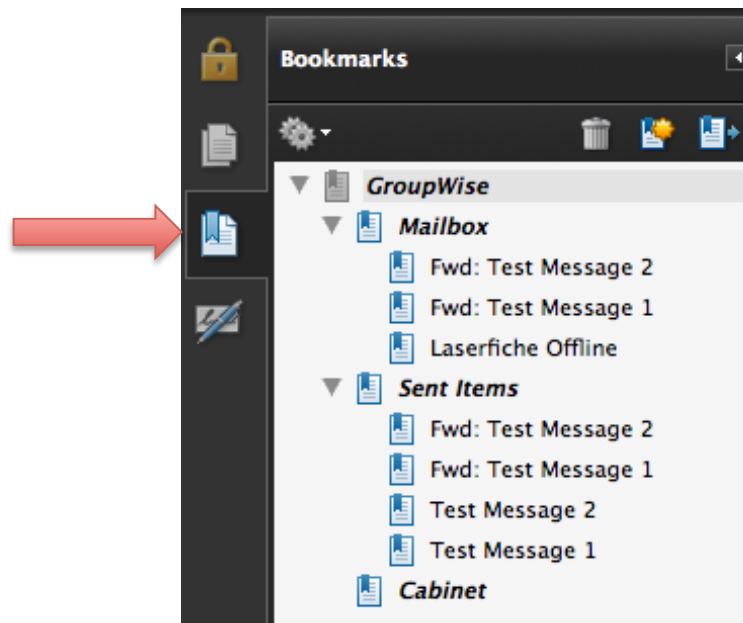 Bookmarks
GroupWise
Mailbox
Fwd: Test Message 2
Fwd: Test Message 1
Laserfiche Offline
Sent Items
Fwd: Test Message 2
Fwd: Test Message 1
Test Message 2
Test Message 1
Cabinet